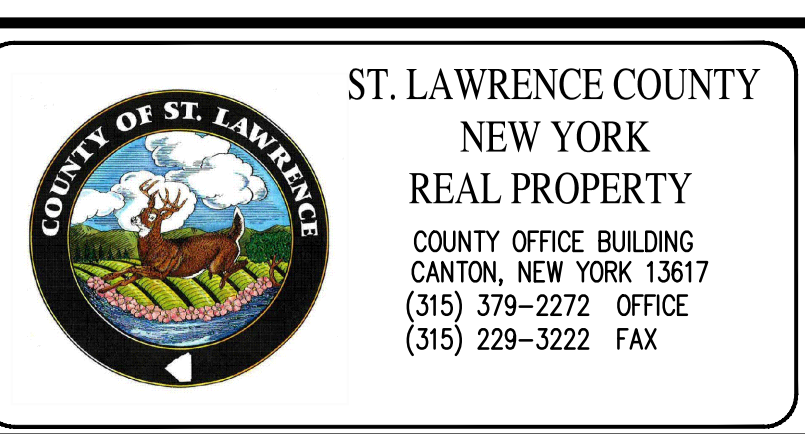 COUNTY OF ST. LAWRENCE
ST. LAWRENCE COUNTY
NEW YORK
REAL PROPERTY
COUNTY OFFICE BUILDING
CANTON, NEW YORK 13617
(315) 379-2272 OFFICE
(315) 229-3222 FAX